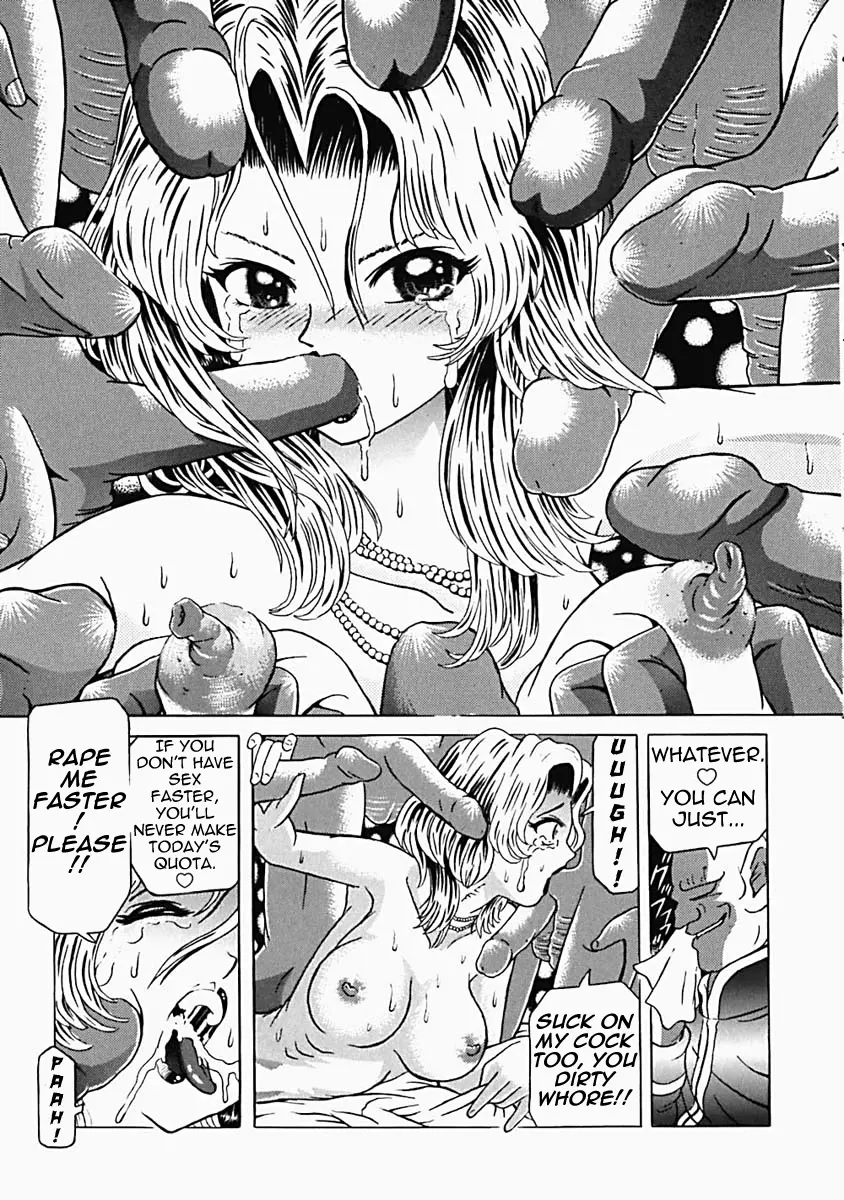 WHATEVER.
♡
YOU CAN
JUST...
UUUGH!!
SUCK ON
MY COCK
TOO, YOU
DIRTY
WHORE!!
IF YOU
DON'T HAVE
SEX
FASTER,
YOU'LL
NEVER MAKE
TODAY'S
QUOTA.
♡
RAPE
ME
FASTER
!
PLEASE
!!
PAAH!